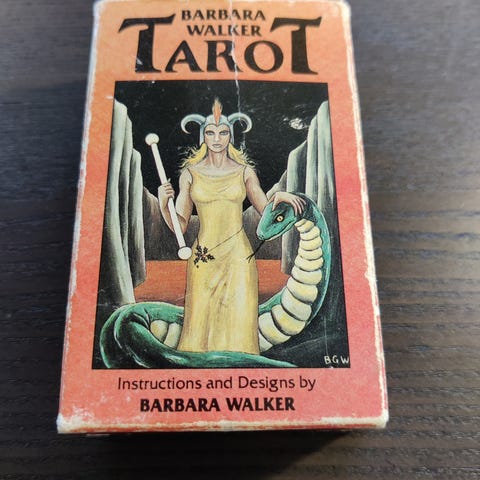 BARBARA
WALKER
TAROT
BGW
Instructions and Designs by
BARBARA WALKER